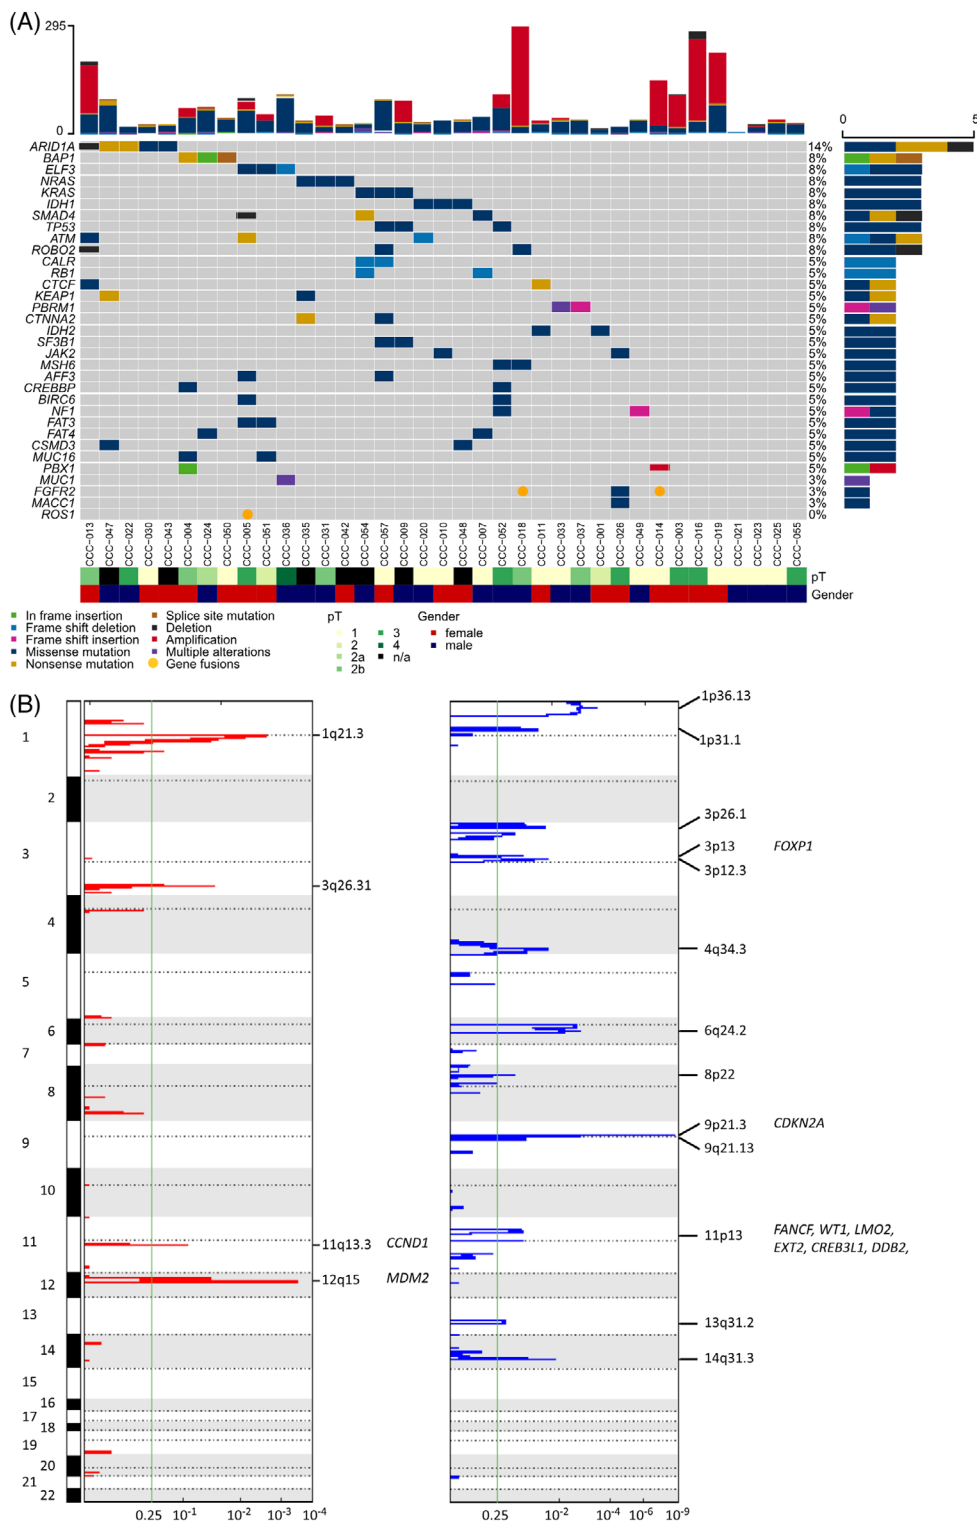 (A)
295
0
0 5
ARID1A 14%
BAP1 8%
ELF3 8%
NRAS 8%
KRAS 8%
IDH1 8%
SMAD4 8%
TP53 8%
ATM 8%
ROBO2 8%
CALR 5%
RB1 5%
CTCF 5%
KEAP1 5%
PBRM1 5%
CTNNA2 5%
IDH2 5%
SF3B1 5%
JAK2 5%
MSH6 5%
AFF3 5%
CREBBP 5%
BIRC6 5%
NF1 5%
FAT3 5%
FAT4 5%
CSMD3 5%
MUC16 5%
PBX1 5%
MUC1 3%
FGFR2 3%
MACC1 3%
ROS1 0%
CCC-013 CCC-047 CCC-022 CCC-030 CCC-043 CCC-004 CCC-024 CCC-050 CCC-005 CCC-051 CCC-036 CCC-035 CCC-031 CCC-042 CCC-054 CCC-057 CCC-009 CCC-020 CCC-010 CCC-048 CCC-007 CCC-052 CCC-018 CCC-011 CCC-033 CCC-037 CCC-001 CCC-026 CCC-049 CCC-014 CCC-003 CCC-016 CCC-019 CCC-021 CCC-023 CCC-025 CCC-055
pT
Gender
In frame insertion Splice site mutation pT Gender
Frame shift deletion Deletion 1 3 female
Frame shift insertion Amplification 2 4 male
Missense mutation Multiple alterations 2a n/a
Nonsense mutation Gene fusions 2b
(B)
1p36.13
1 1q21.3 1p31.1
2
3p26.1
3 3p13 FOXP1
3p12.3
3q26.31
4
4q34.3
5
6 6q24.2
7
8 8p22
9p21.3 CDKN2A
9 9q21.13
10
11 11q13.3 CCND1 11p13 FANCF, WT1, LMO2,
EXT2, CREB3L1, DDB2,
12 12q15 MDM2
13 13q31.2
14 14q31.3
15
16
17
18
19
20
21
22
0.25 10-1 10-2 10-3 10-4 0.25 10-2 10-4 10-6 10-9